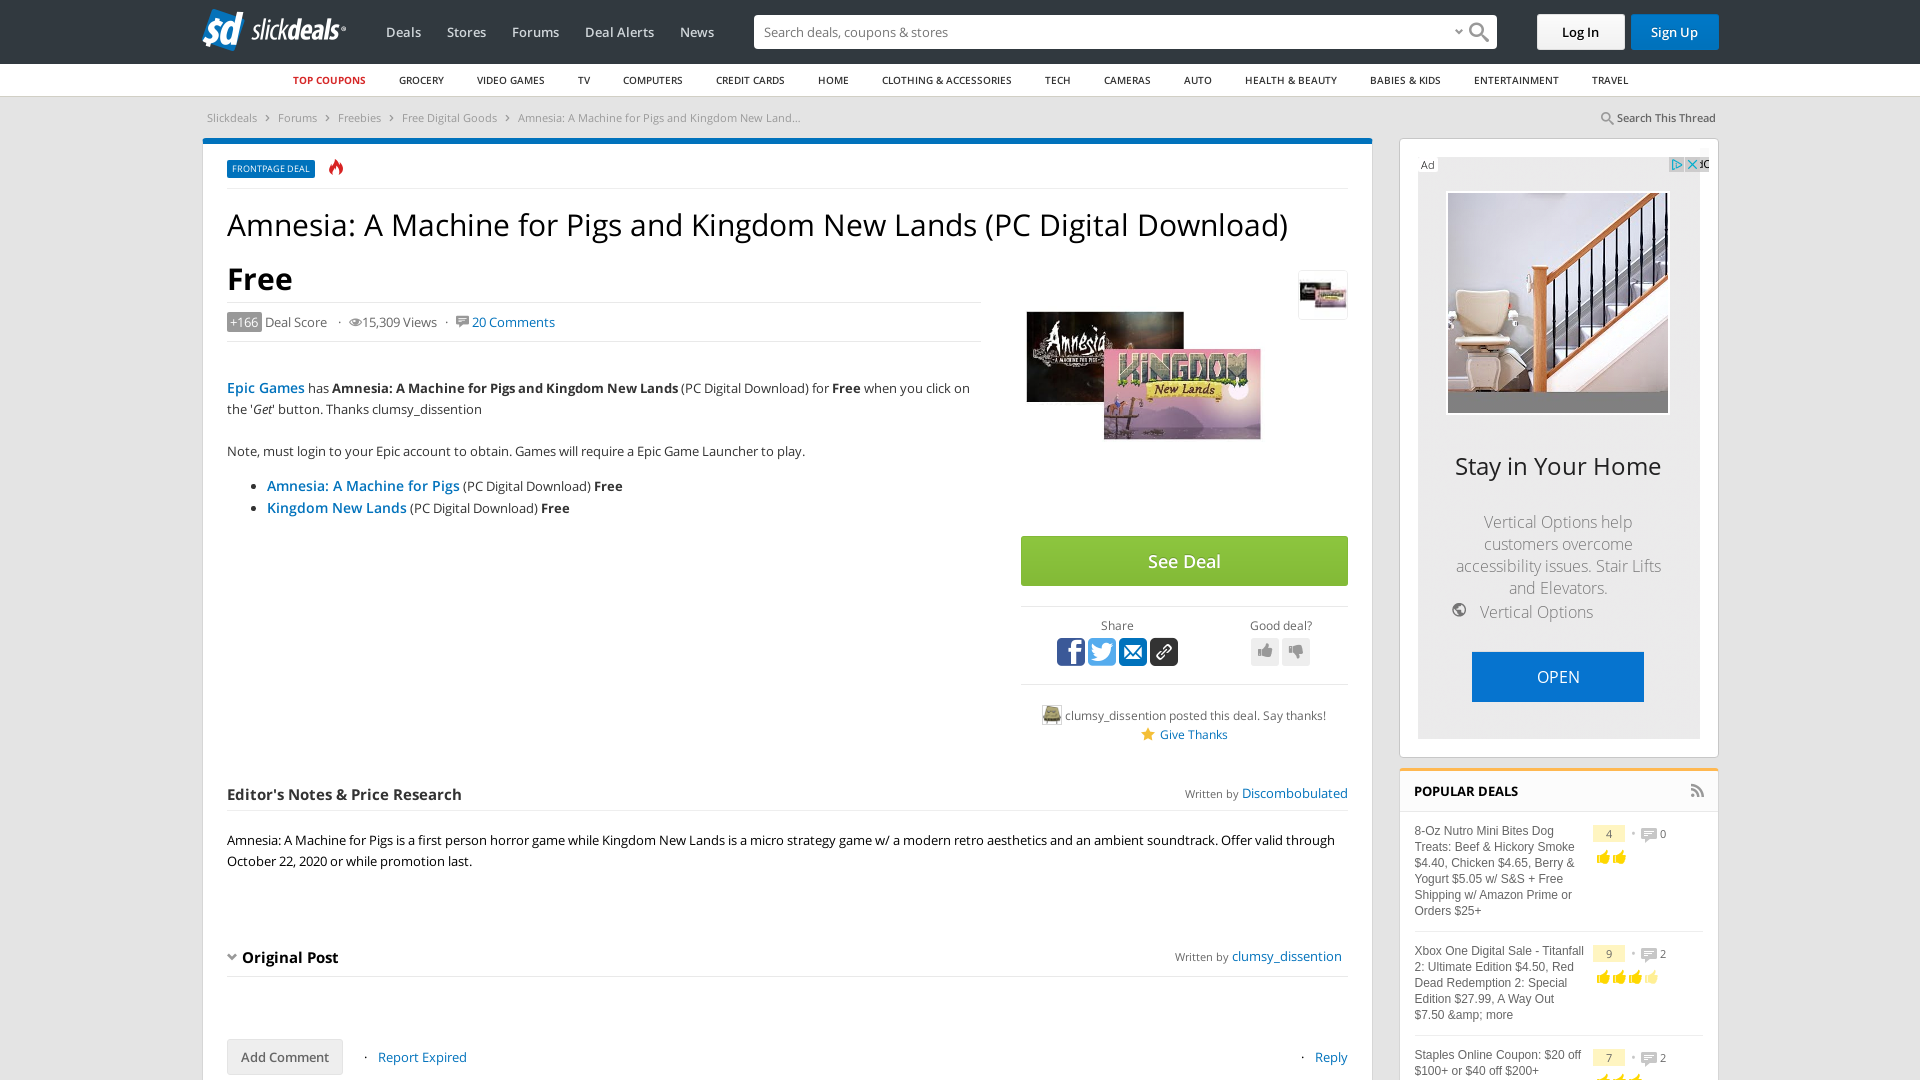 slickdeals
Deals Stores Forums Deal Alerts News
Search deals, coupons & stores
Log In Sign Up
TOP COUPONS GROCERY VIDEO GAMES TV COMPUTERS CREDIT CARDS HOME CLOTHING & ACCESSORIES TECH CAMERAS AUTO HEALTH & BEAUTY BABIES & KIDS ENTERTAINMENT TRAVEL
Slickdeals > Forums > Freebies > Free Digital Goods > Amnesia: A Machine for Pigs and Kingdom New Land...
Search This Thread
FRONTPAGE DEAL
Amnesia: A Machine for Pigs and Kingdom New Lands (PC Digital Download)
Free
+166 Deal Score · 15,309 Views · 20 Comments
Epic Games has Amnesia: A Machine for Pigs and Kingdom New Lands (PC Digital Download) for Free when you click on
the 'Get' button. Thanks clumsy_dissention
Note, must login to your Epic account to obtain. Games will require a Epic Game Launcher to play.
• Amnesia: A Machine for Pigs (PC Digital Download) Free
• Kingdom New Lands (PC Digital Download) Free
Amnesia
A MACHINE FOR PIGS
KINGDOM
New Lands
See Deal
Share Good deal?
clumsy_dissention posted this deal. Say thanks!
Give Thanks
Editor's Notes & Price Research
Written by Discombobulated
Amnesia: A Machine for Pigs is a first person horror game while Kingdom New Lands is a micro strategy game w/ a modern retro aesthetics and an ambient soundtrack. Offer valid through
October 22, 2020 or while promotion last.
Original Post
Written by clumsy_dissention
Add Comment · Report Expired · Reply
Ad
Stay in Your Home
Vertical Options help
customers overcome
accessibility issues. Stair Lifts
and Elevators.
Vertical Options
OPEN
POPULAR DEALS
8-Oz Nutro Mini Bites Dog
Treats: Beef & Hickory Smoke
$4.40, Chicken $4.65, Berry &
Yogurt $5.05 w/ S&S + Free
Shipping w/ Amazon Prime or
Orders $25+
4 • 0
Xbox One Digital Sale - Titanfall
2: Ultimate Edition $4.50, Red
Dead Redemption 2: Special
Edition $27.99, A Way Out
$7.50 &amp; more
9 • 2
Staples Online Coupon: $20 off
$100+ or $40 off $200+
7 • 2